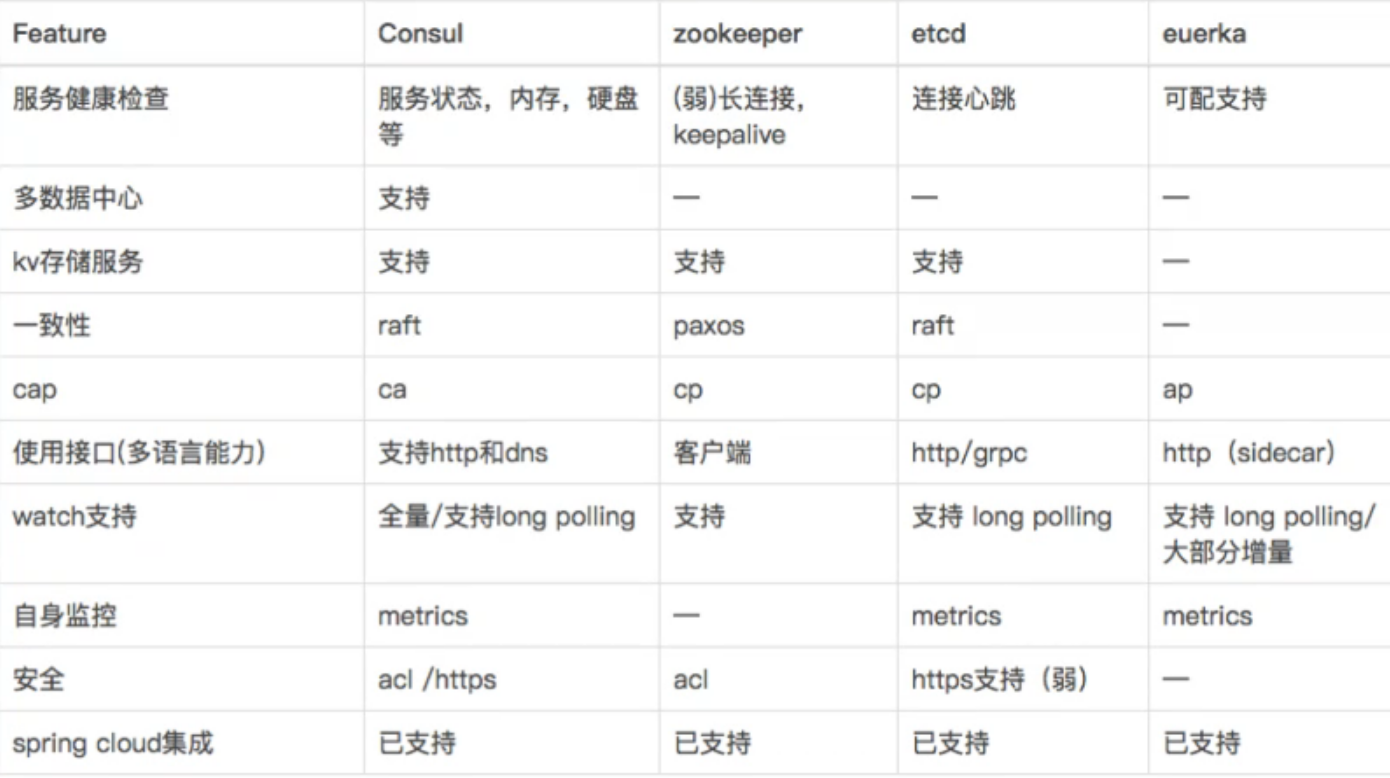 Feature Consul zookeeper etcd euerka
服务健康检查 服务状态，内存，硬盘 (弱)长连接， 连接心跳 可配支持
等 keepalive
多数据中心 支持 — — —
kv存储服务 支持 支持 支持 —
一致性 raft paxos raft —
cap ca cp cp ap
使用接口(多语言能力) 支持http和dns 客户端 http/grpc http（sidecar）
watch支持 全量/支持long polling 支持 支持 long polling 支持 long polling/
大部分增量
自身监控 metrics — metrics metrics
安全 acl /https acl https支持（弱） —
spring cloud集成 已支持 已支持 已支持 已支持